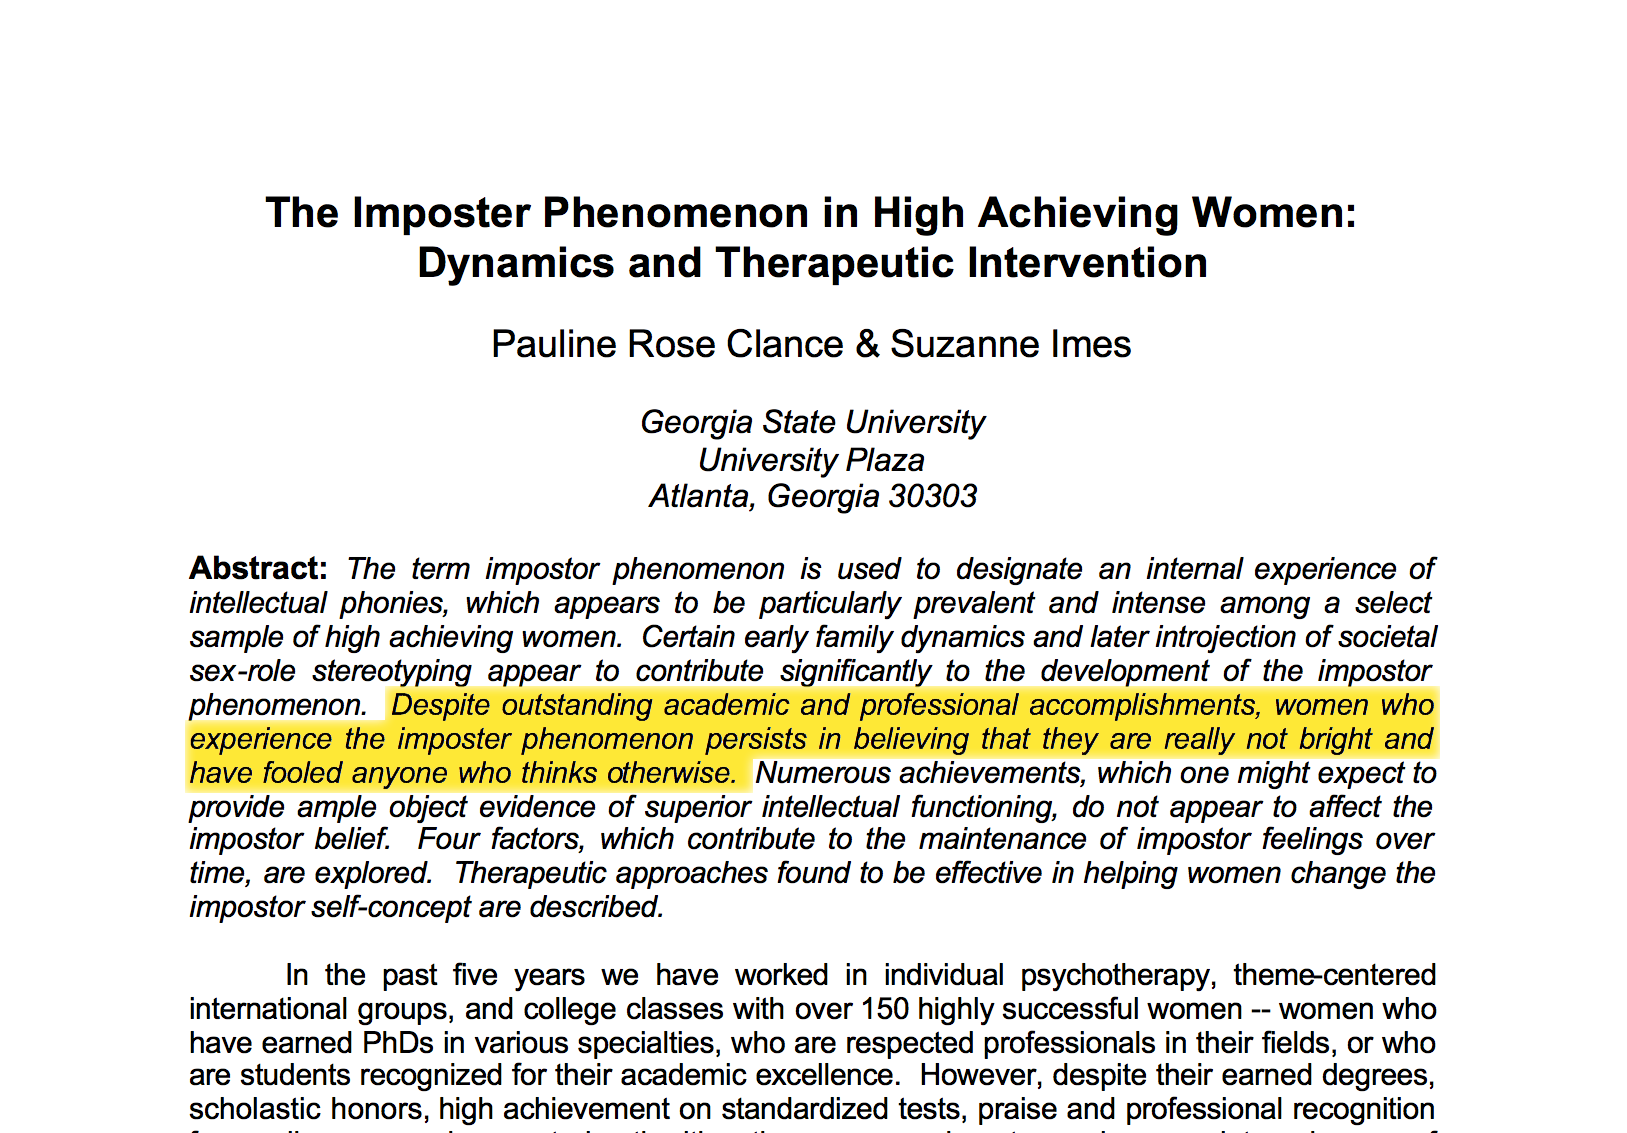 The Imposter Phenomenon in High Achieving Women:
Dynamics and Therapeutic Intervention
Pauline Rose Clance & Suzanne Imes
Georgia State University
University Plaza
Atlanta, Georgia 30303
Abstract: The term impostor phenomenon is used to designate an internal experience of
intellectual phonies, which appears to be particularly prevalent and intense among a select
sample of high achieving women. Certain early family dynamics and later introjection of societal
sex-role stereotyping appear to contribute significantly to the development of the impostor
phenomenon. Despite outstanding academic and professional accomplishments, women who
experience the imposter phenomenon persists in believing that they are really not bright and
have fooled anyone who thinks otherwise. Numerous achievements, which one might expect to
provide ample object evidence of superior intellectual functioning, do not appear to affect the
impostor belief. Four factors, which contribute to the maintenance of impostor feelings over
time, are explored. Therapeutic approaches found to be effective in helping women change the
impostor self-concept are described.
In the past five years we have worked in individual psychotherapy, theme-centered
international groups, and college classes with over 150 highly successful women -- women who
have earned PhDs in various specialties, who are respected professionals in their fields, or who
are students recognized for their academic excellence. However, despite their earned degrees,
scholastic honors, high achievement on standardized tests, praise and professional recognition